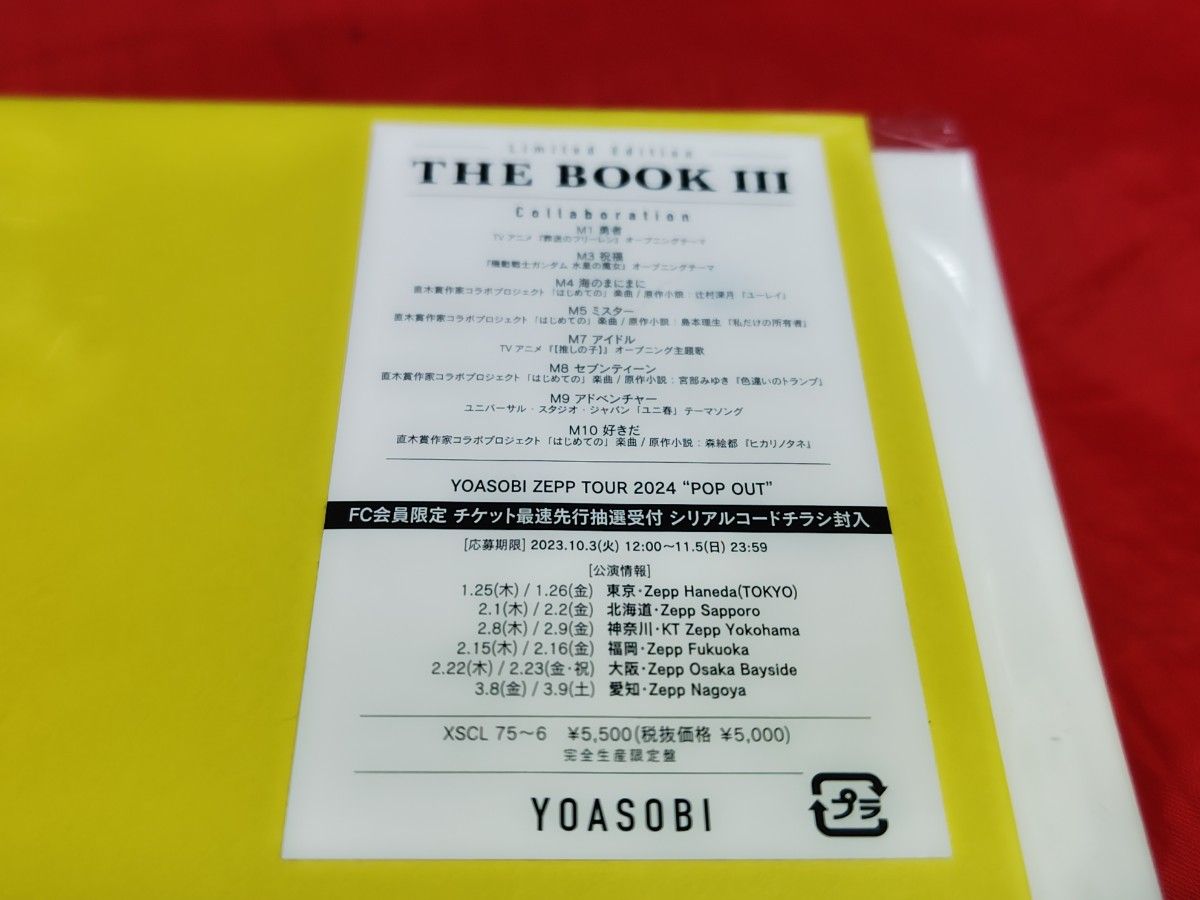 Limited Edition
THE BOOK III
Collaboration
M1 勇者
TV アニメ『葬送のフリーレン』オープニングテーマ
M3 祝福
『機動戦士ガンダム 水星の魔女』オープニングテーマ
M4 海のまにまに
直木賞作家コラボプロジェクト「はじめての」楽曲 / 原作小説：辻村深月『ユーレイ』
M5 ミスター
直木賞作家コラボプロジェクト「はじめての」楽曲 / 原作小説：島本理生『私だけの所有者』
M7 アイドル
TV アニメ『【推しの子】』オープニング主題歌
M8 セブンティーン
直木賞作家コラボプロジェクト「はじめての」楽曲 / 原作小説：宮部みゆき『色違いのトランプ』
M9 アドベンチャー
ユニバーサル・スタジオ・ジャパン「ユニ春」テーマソング
M10 好きだ
直木賞作家コラボプロジェクト「はじめての」楽曲 / 原作小説：森絵都『ヒカリノタネ』
YOASOBI ZEPP TOUR 2024 “POP OUT”
FC会員限定 チケット最速先行抽選受付 シリアルコードチラシ封入
[応募期限] 2023.10.3(火) 12:00～11.5(日) 23:59
[公演情報]
1.25(木) / 1.26(金) 東京・Zepp Haneda(TOKYO)
2.1(木) / 2.2(金) 北海道・Zepp Sapporo
2.8(木) / 2.9(金) 神奈川・KT Zepp Yokohama
2.15(木) / 2.16(金) 福岡・Zepp Fukuoka
2.22(木) / 2.23(金・祝) 大阪・Zepp Osaka Bayside
3.8(金) / 3.9(土) 愛知・Zepp Nagoya
XSCL 75～6 ¥5,500(税抜価格 ¥5,000)
完全生産限定盤
YOASOBI
プラ